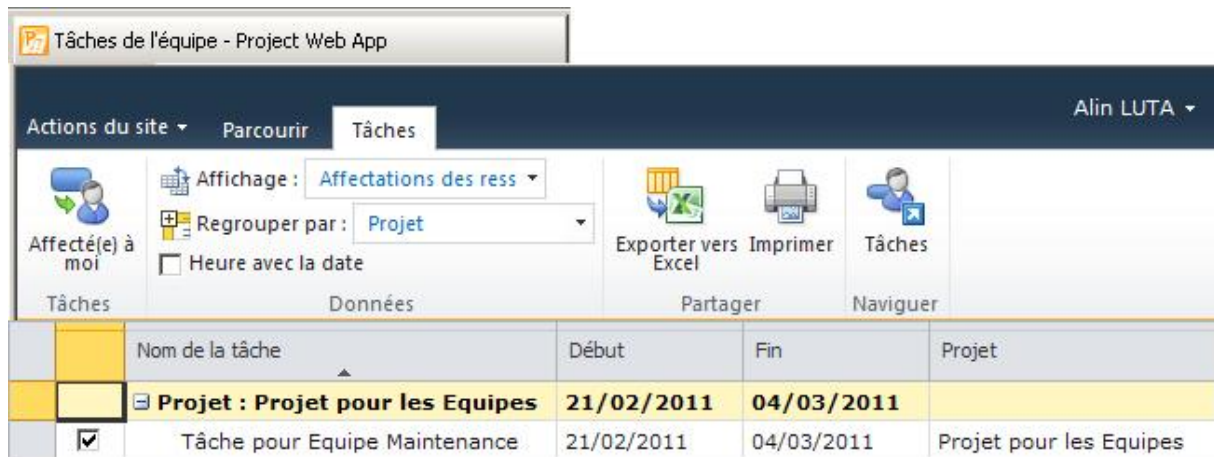 Tâches de l'équipe - Project Web App
Alin LUTA
Actions du site Parcourir Tâches
Affichage : Affectations des ress
Regrouper par : Projet
Heure avec la date
Affecté(e) à
moi
Exporter vers
Excel
Imprimer
Tâches
Tâches Données Partager Naviguer
Nom de la tâche Début Fin Projet
Projet : Projet pour les Equipes 21/02/2011 04/03/2011
Tâche pour Equipe Maintenance 21/02/2011 04/03/2011 Projet pour les Equipes